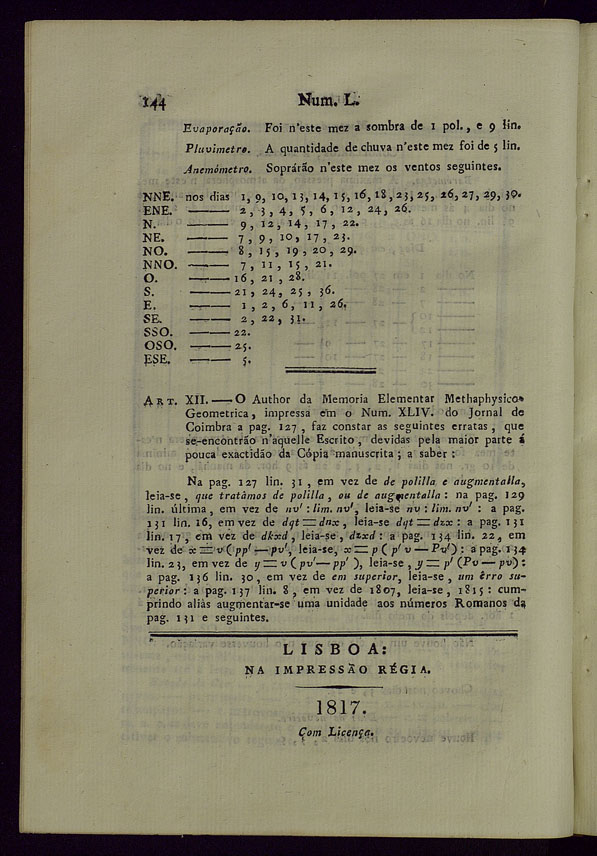 144 Num. L.
Evaporação. Foi n'este mez a sombra de 1 pol., e 9 lin.
Pluvimetro. A quantidade de chuva n'este mez foi de 5 lin.
Anemómetro. Soprárão n'este mez os ventos seguintes.
NNE. nos dias 1, 9, 10, 13, 14, 15, 16, 18, 23, 25, 26, 27, 29, 30.
ENE. —— 2, 3, 4, 5, 6, 12, 24, 26.
N. —— 9, 12, 14, 17, 22.
NE. —— 7, 9, 10, 17, 23.
NO. —— 8, 15, 19, 20, 29.
NNO. —— 7, 11, 15, 21.
O. —— 16, 21, 28.
S. —— 21, 24, 25, 36.
E. —— 1, 2, 6, 11, 26.
SE. —— 2, 22, 31.
SSO. —— 22.
OSO. —— 25.
ESE. —— 5.
ART. XII. — O Author da Memoria Elementar Methaphysico-
Geometrica, impressa em o Num. XLIV. do Jornal de
Coimbra a pag. 127, faz constar as seguintes erratas, que
se-encontrão n'aquelle Escrito, devidas pela maior parte á
pouca exactidão da Cópia manuscrita; a saber:
Na pag. 127 lin. 31, em vez de de polilla e augmentalla,
leia-se, que tratâmos de polilla, ou de augmentalla: na pag. 129
lin. última, em vez de nv' : lim. nv', leia-se nv : lim. nv' : a pag.
131 lin. 16, em vez de dqt = dnx, leia-se dqt = dzx: a pag. 131
lin. 17, em vez de dkxd, leia-se, dzxd: a pag. 134 lin. 22, em
vez de x = v (pp' — pv', leia-se, x = p ( p' v — Pv') : a pag. 134
lin. 23, em vez de y = v ( pv' — pp' ), leia-se, y = p' (Pv — pv) :
a pag. 136 lin. 30, em vez de em superior, leia-se, um êrro su-
perior: a pag. 137 lin. 8, em vez de 1807, leia-se, 1815: cum-
prindo aliàs augmentar-se uma unidade aos números Romanos da
pag. 131 e seguintes.
LISBOA:
NA IMPRESSÃO RÉGIA.
1817.
Com Licença.